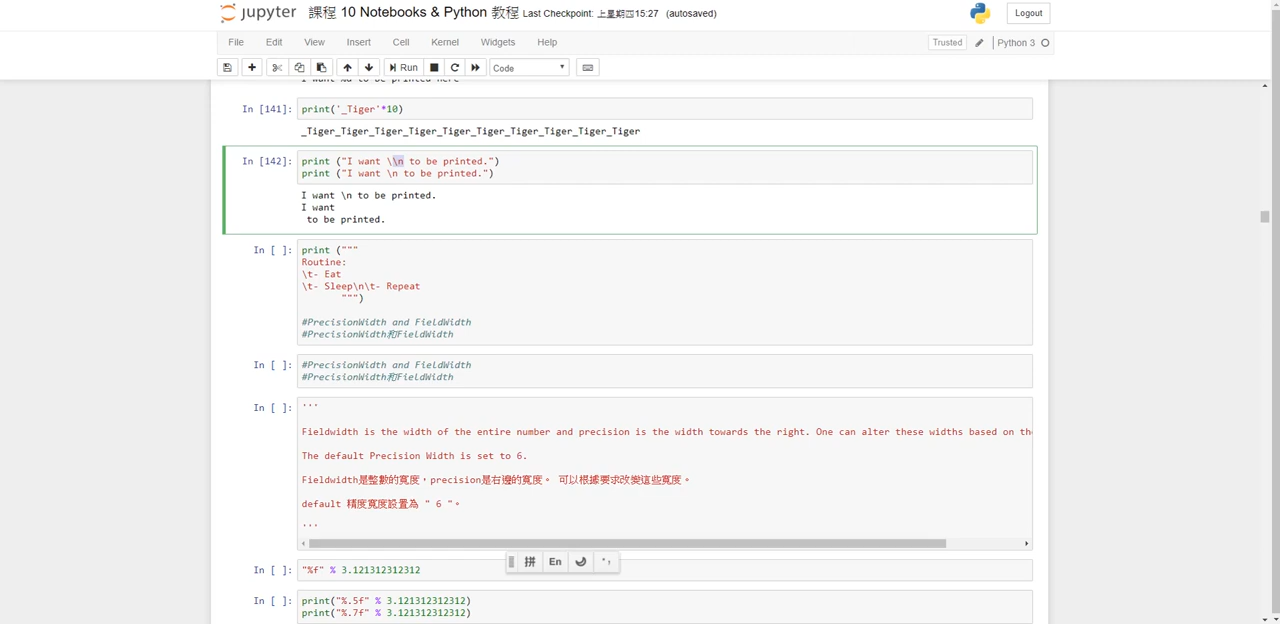 jupyter 課程 10 Notebooks & Python 教程 Last Checkpoint: 上星期四15:27 (autosaved)
Logout
File Edit View Insert Cell Kernel Widgets Help
Trusted Python 3
Run Code
I want %d to be printed here
In [141]: print('_Tiger'*10)
_Tiger_Tiger_Tiger_Tiger_Tiger_Tiger_Tiger_Tiger_Tiger_Tiger
In [142]: print ("I want \\n to be printed.")
print ("I want \n to be printed.")
I want \n to be printed.
I want
to be printed.
In [ ]: print ("""
Routine:
\t- Eat
\t- Sleep\n\t- Repeat
""")
#PrecisionWidth and FieldWidth
#PrecisionWidth和FieldWidth
In [ ]: #PrecisionWidth and FieldWidth
#PrecisionWidth和FieldWidth
In [ ]: '''
Fieldwidth is the width of the entire number and precision is the width towards the right. One can alter these widths based on
The default Precision Width is set to 6.
Fieldwidth是整數的寬度，precision是右邊的寬度。 可以根據要求改變這些寬度。
default 精度寬度設置為 " 6 "。
'''
拼 En
In [ ]: "%f" % 3.121312312312
In [ ]: print("%.5f" % 3.121312312312)
print("%.7f" % 3.121312312312)